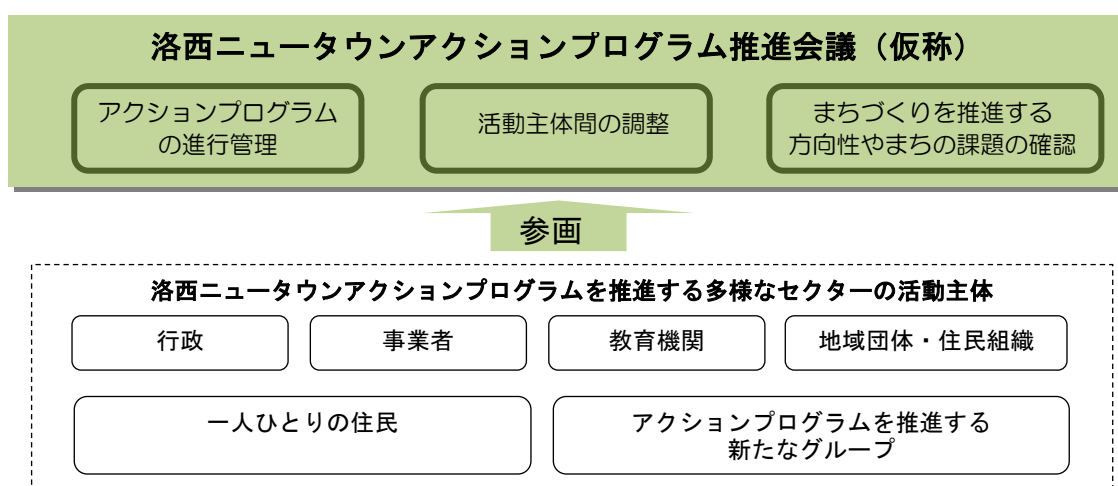 洛西ニュータウンアクションプログラム推進会議（仮称）
アクションプログラム
の進行管理
活動主体間の調整
まちづくりを推進する
方向性やまちの課題の確認
参画
洛西ニュータウンアクションプログラムを推進する多様なセクターの活動主体
行政
事業者
教育機関
地域団体・住民組織
一人ひとりの住民
アクションプログラムを推進する
新たなグループ